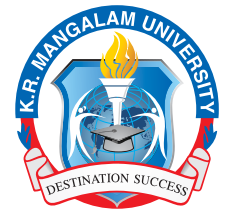 K.R. MANGALAM UNIVERSITY
DESTINATION SUCCESS